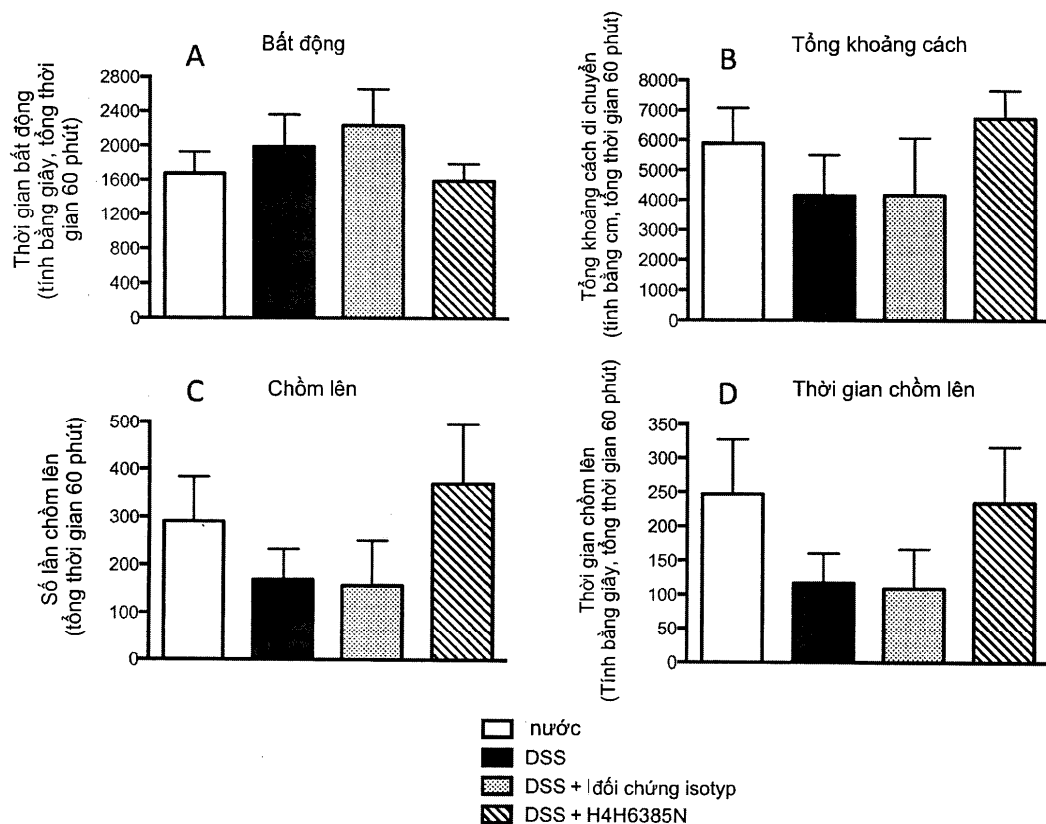 A Bất động
Thời gian bất động
(tính bằng giây, tổng thời
gian 60 phút)
2800
2400
2000
1600
1200
800
400
0
B Tổng khoảng cách
Tổng khoảng cách di chuyển
(tính bằng cm, tổng thời gian 60 phút)
8000
7000
6000
5000
4000
3000
2000
1000
0
C Chồm lên
Số lần chồm lên
(tổng thời gian 60 phút)
500
400
300
200
100
0
D Thời gian chồm lên
Thời gian chồm lên
(Tính bằng giây, tổng thời gian 60 phút)
350
300
250
200
150
100
50
0
nước
DSS
DSS + đối chứng isotyp
DSS + H4H6385N